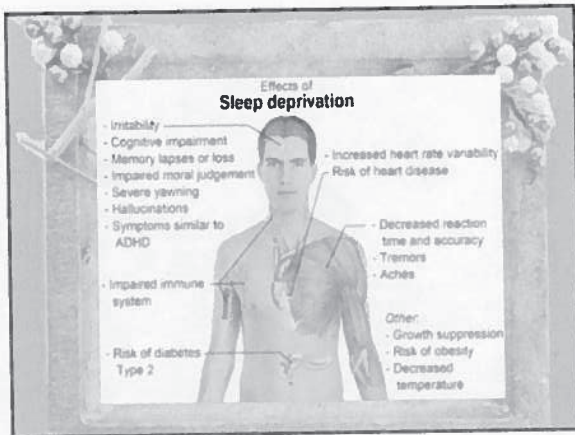 Effects of
Sleep deprivation
- Irritability
- Cognitive impairment
- Memory lapses or loss
- Impaired moral judgement
- Severe yawning
- Hallucinations
- Symptoms similar to
ADHD
- Impaired immune
system
- Risk of diabetes
Type 2
- Increased heart rate variability
- Risk of heart disease
- Decreased reaction
time and accuracy
- Tremors
- Aches
Other:
- Growth suppression
- Risk of obesity
- Decreased
temperature